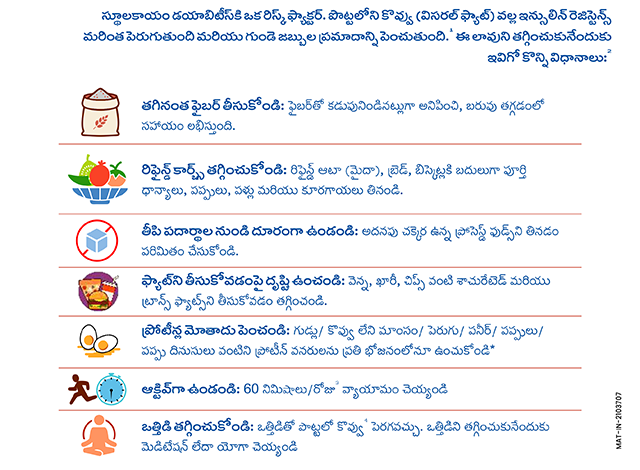 స్థూలకాయం డయాబెటీస్‌కి ఒక రిస్క్ ఫ్యాక్టర్. పొట్టలోని కొవ్వు (విసరల్ ఫ్యాట్) వల్ల ఇన్సులిన్ రెజిస్టెన్స్
మరింత పెరుగుతుంది మరియు గుండె జబ్బుల ప్రమాదాన్ని పెంచుతుంది.¹ ఈ లావుని తగ్గించుకునేందుకు
ఇవిగో కొన్ని విధానాలు:²
తగినంత ఫైబర్ తీసుకోండి: ఫైబర్‌తో కడుపునిండినట్లుగా అనిపించి, బరువు తగ్గడంలో
సహాయం లభిస్తుంది.
రిఫైన్డ్ కార్బ్స్ తగ్గించుకోండి: రిఫైన్డ్ ఆటా (మైదా), బ్రెడ్, బిస్కెట్లకి బదులుగా పూర్తి
ధాన్యాలు, పప్పులు, పళ్లు మరియు కూరగాయలు తినండి.
తీపి పదార్థాల నుండి దూరంగా ఉండండి: అదనపు చక్కెర ఉన్న ప్రోసెస్డ్ ఫుడ్స్‌ని తినడం
పరిమితం చేసుకోండి.
ఫ్యాట్‌ని తీసుకోవడంపై దృష్టి ఉంచండి: వెన్న, ఖారీ, చిప్స్ వంటి శాచురేటెడ్ మరియు
ట్రాన్స్ ఫ్యాట్స్‌ని తీసుకోవడం తగ్గించండి.
ప్రోటీన్ల మోతాదు పెంచండి: గుడ్లు/ కొవ్వు లేని మాంసం/ పెరుగు/ పనీర్/ పప్పులు/
పప్పు దినుసులు వంటిని ప్రోటీన్ వనరులను ప్రతి భోజనంలోనూ ఉంచుకోండి*
ఆక్టివ్‌గా ఉండండి: 60 నిమిషాలు/రోజు³ వ్యాయామం చెయ్యండి
ఒత్తిడి తగ్గించుకోండి: ఒత్తిడితో పొట్టలో కొవ్వు⁴ పెరగవచ్చు. ఒత్తిడిని తగ్గించుకునేందుకు
మెడిటేషన్ లేదా యోగా చెయ్యండి
MAT-IN-2103707